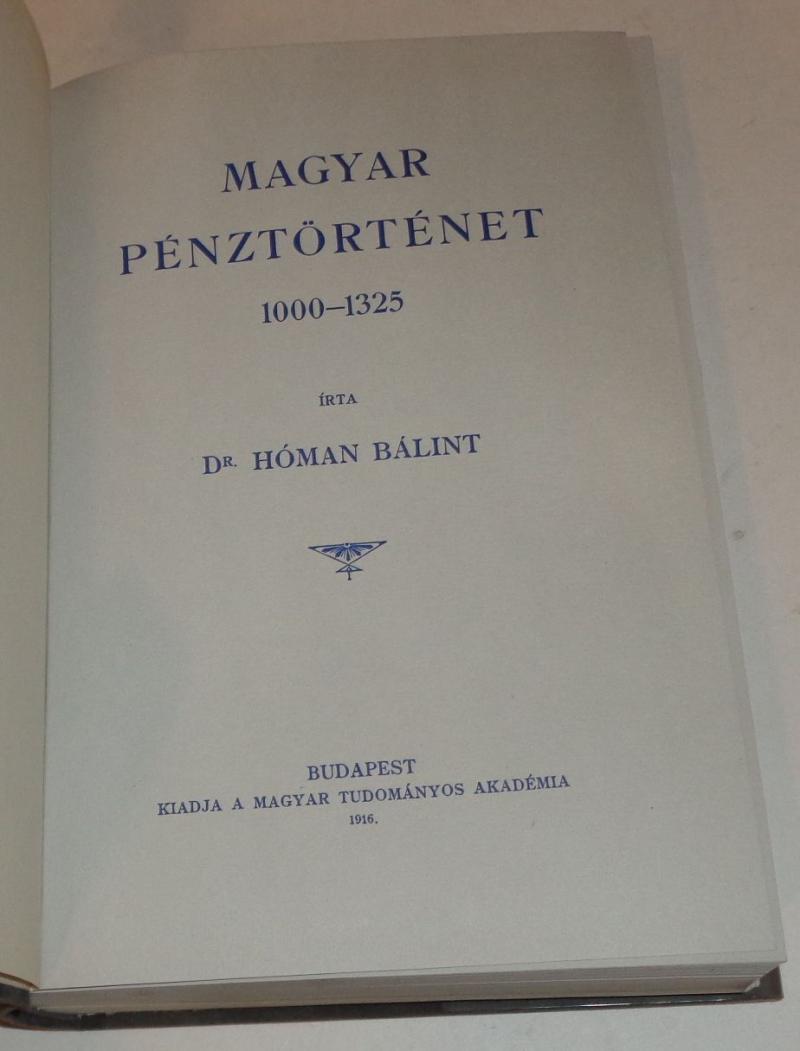 MAGYAR
PÉNZTÖRTÉNET
1000–1325
ÍRTA
DR. HÓMAN BÁLINT
BUDAPEST
KIADJA A MAGYAR TUDOMÁNYOS AKADÉMIA
1916.